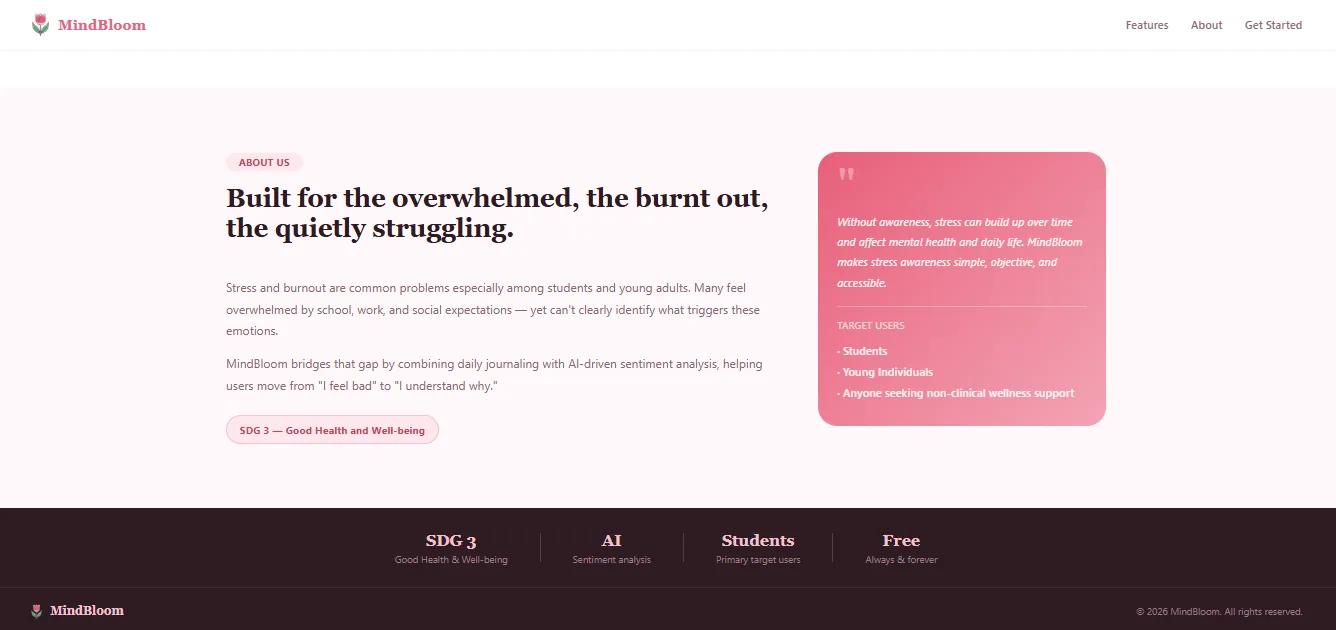 MindBloom
Features
About
Get Started
ABOUT US
Built for the overwhelmed, the burnt out,
the quietly struggling.
Stress and burnout are common problems especially among students and young adults. Many feel
overwhelmed by school, work, and social expectations — yet can't clearly identify what triggers these
emotions.
MindBloom bridges that gap by combining daily journaling with AI-driven sentiment analysis, helping
users move from "I feel bad" to "I understand why."
SDG 3 — Good Health and Well-being
"
Without awareness, stress can build up over time
and affect mental health and daily life. MindBloom
makes stress awareness simple, objective, and
accessible.
TARGET USERS
· Students
· Young Individuals
· Anyone seeking non-clinical wellness support
SDG 3
Good Health & Well-being
AI
Sentiment analysis
Students
Primary target users
Free
Always & forever
MindBloom
© 2026 MindBloom. All rights reserved.